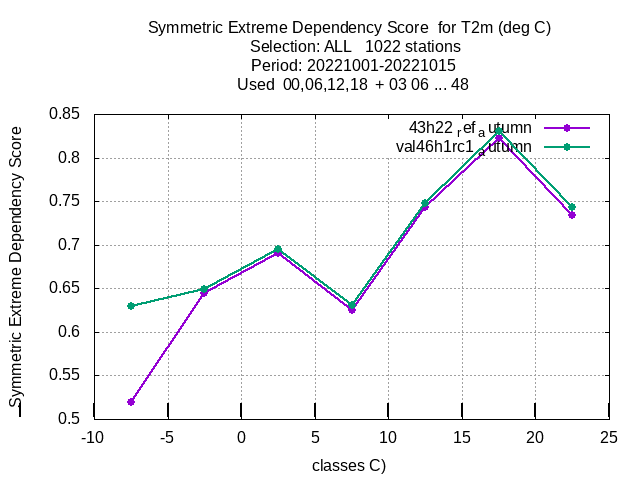 Symmetric Extreme Dependency Score for T2m (deg C)
Selection: ALL 1022 stations
Period: 20221001-20221015
Used 00,06,12,18 + 03 06 ... 48
Symmetric Extreme Dependency Score
43h22 ref autumn
val46h1rc1 autumn
0.85
0.8
0.75
0.7
0.65
0.6
0.55
0.5
-10 -5 0 5 10 15 20 25
classes C)